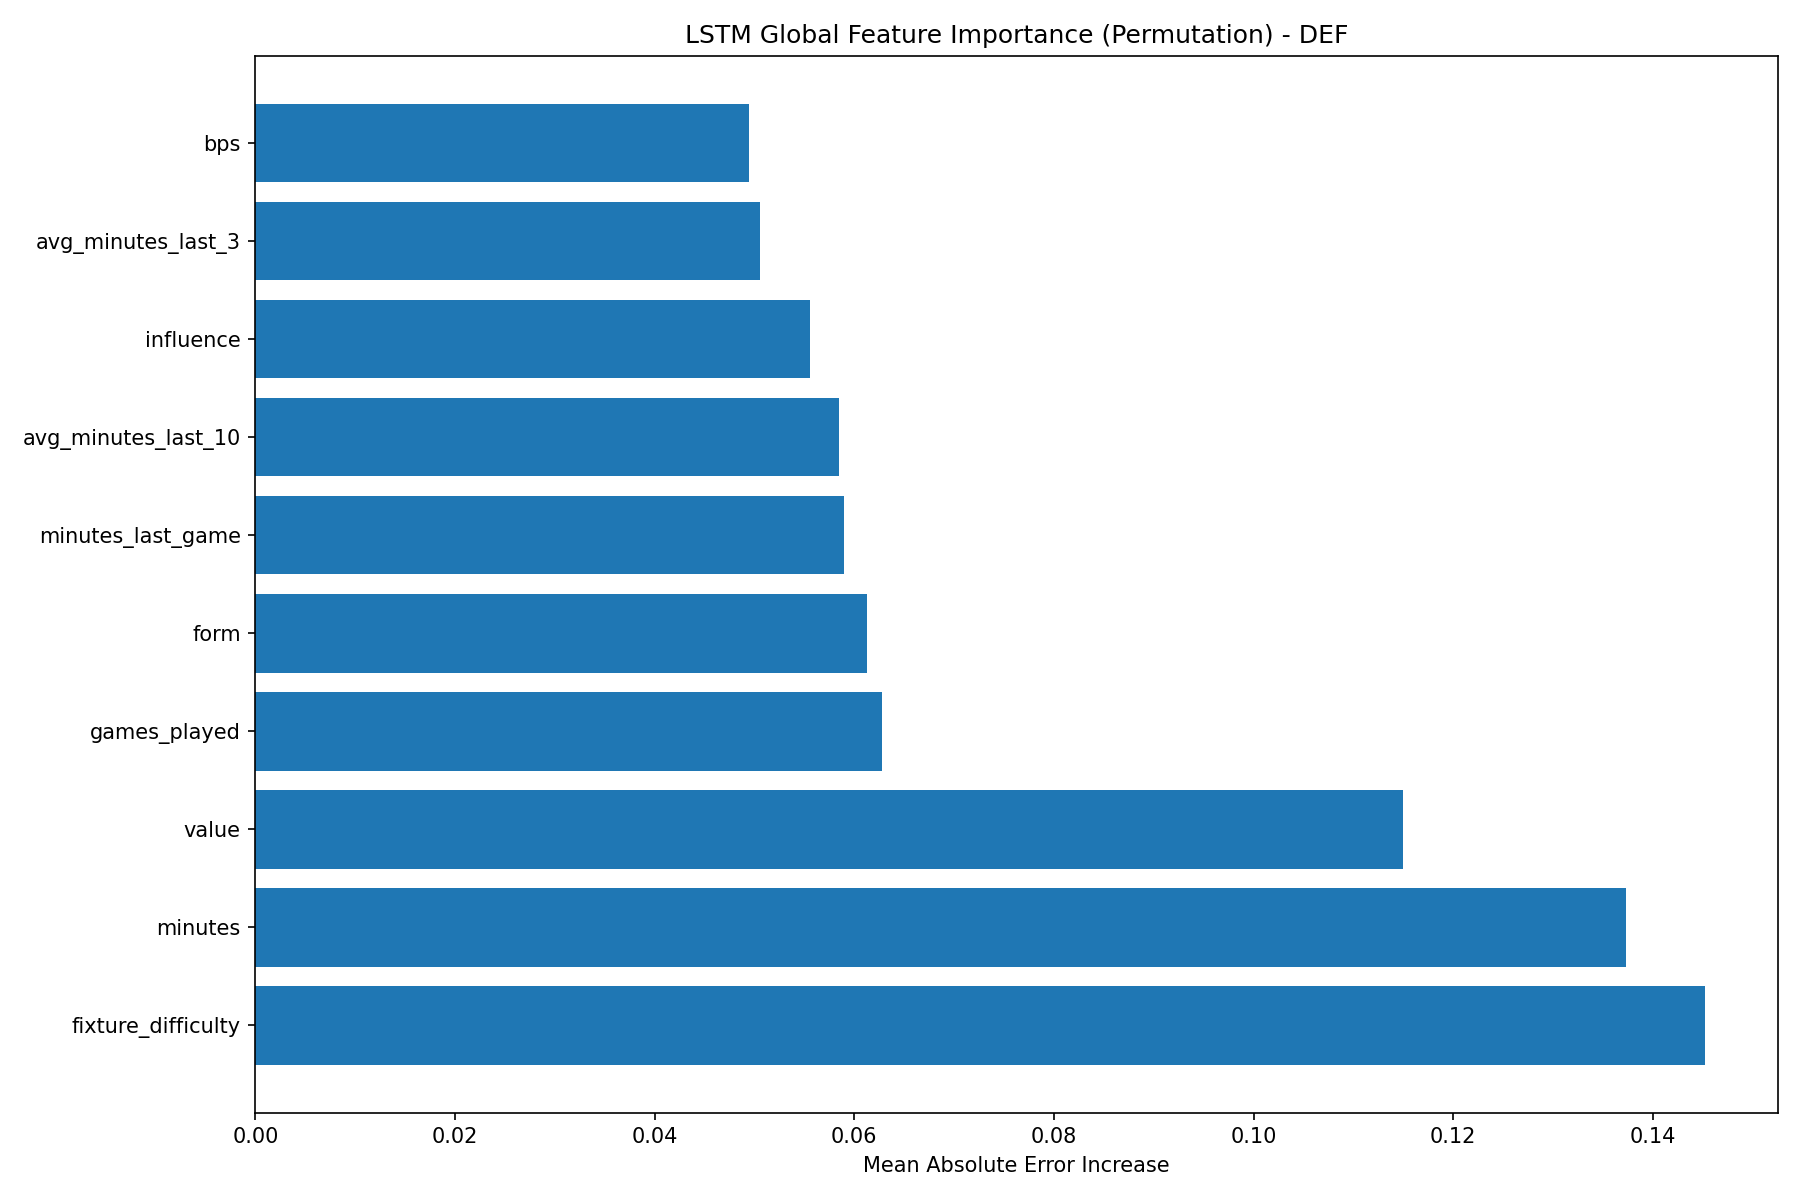 LSTM Global Feature Importance (Permutation) - DEF
bps
avg_minutes_last_3
influence
avg_minutes_last_10
minutes_last_game
form
games_played
value
minutes
fixture_difficulty
0.00 0.02 0.04 0.06 0.08 0.10 0.12 0.14
Mean Absolute Error Increase